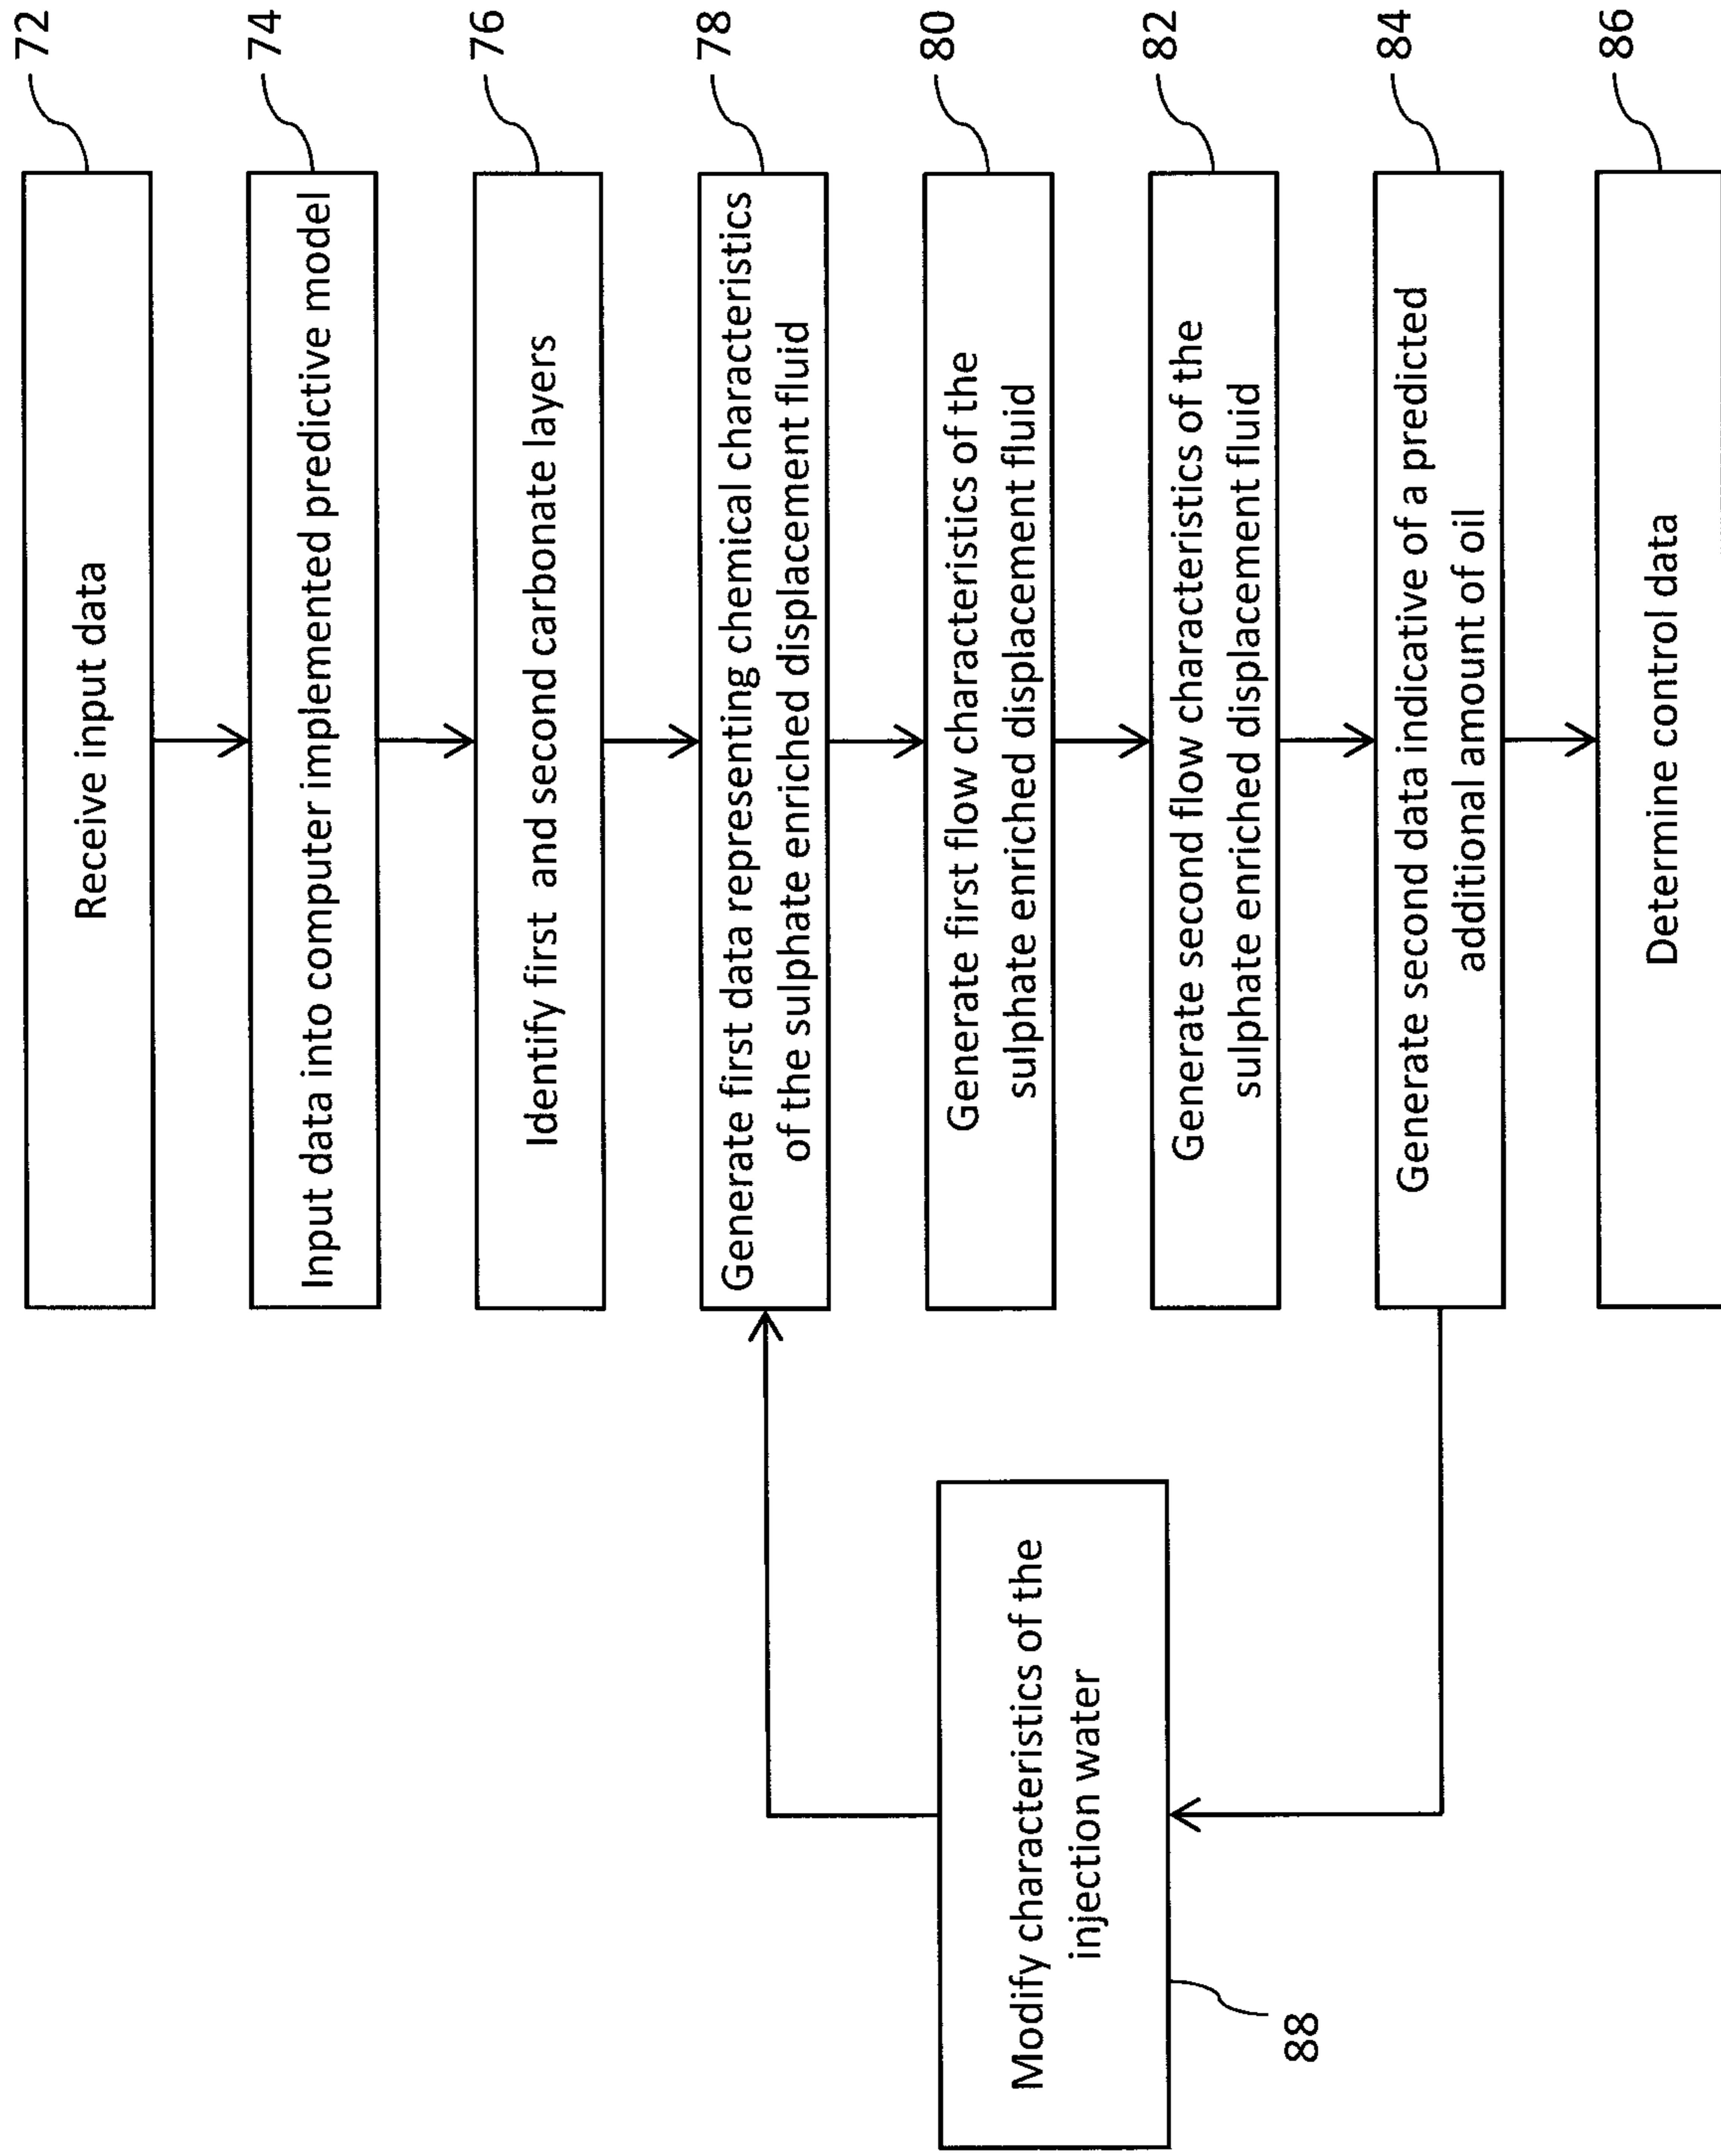 Receive input data
72
Input data into computer implemented predictive model
74
Identify first and second carbonate layers
76
Generate first data representing chemical characteristics
of the sulphate enriched displacement fluid
78
Generate first flow characteristics of the
sulphate enriched displacement fluid
80
Generate second flow characteristics of the
sulphate enriched displacement fluid
82
Generate second data indicative of a predicted
additional amount of oil
84
Determine control data
86
Modify characteristics of the
injection water
88